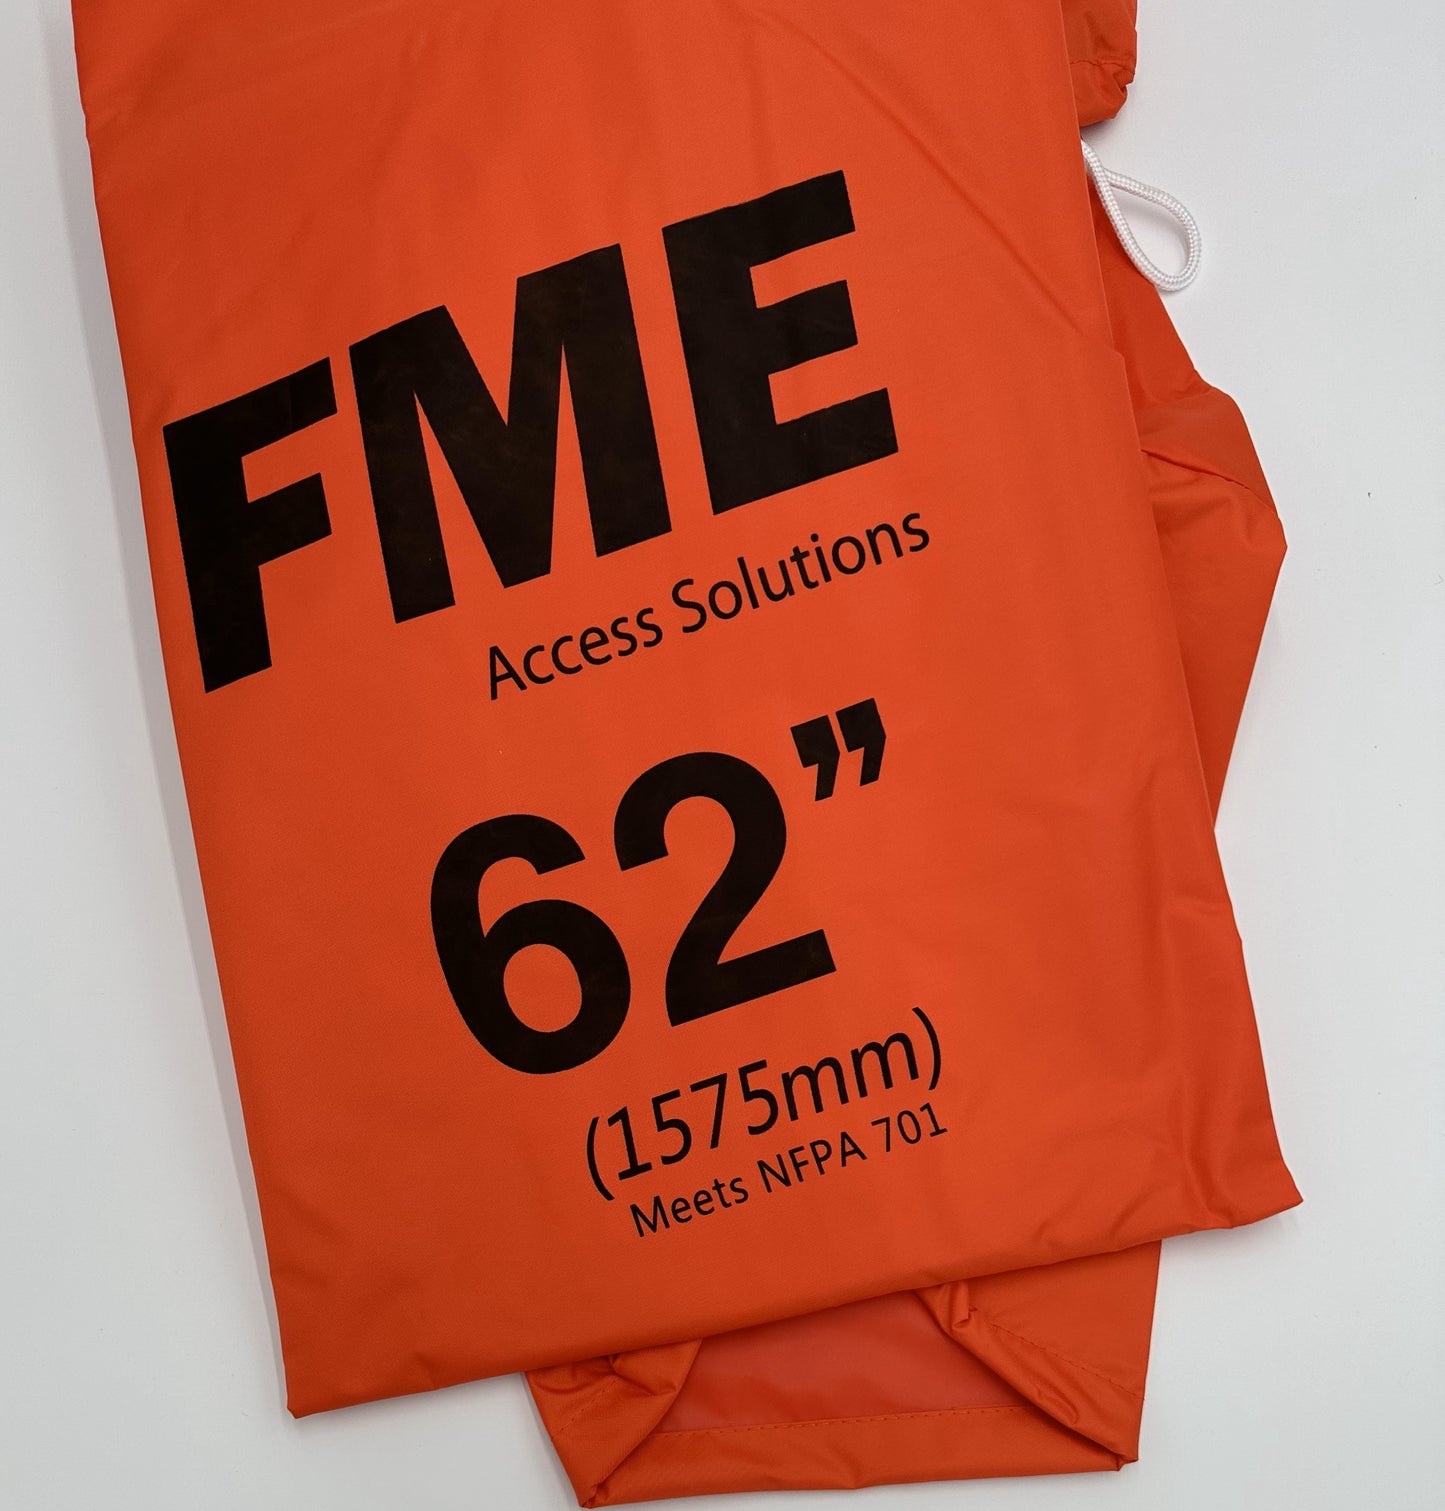 FME
Access Solutions
62”
(1575mm)
Meets NFPA 701